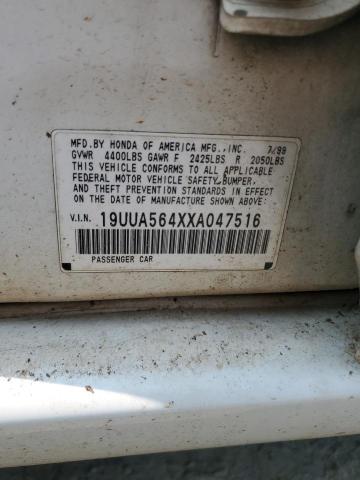 MFD.BY HONDA OF AMERICA MFG.,INC. 7/99
GVWR 4400LBS GAWR F 2425LBS R 2050LBS
THIS VEHICLE CONFORMS TO ALL APPLICABLE
FEDERAL MOTOR VEHICLE SAFETY,BUMPER,
AND THEFT PREVENTION STANDARDS IN EFFECT
ON THE DATE OF MANUFACTURE SHOWN ABOVE.
V.I.N. 19UUA564XXA047516
PASSENGER CAR